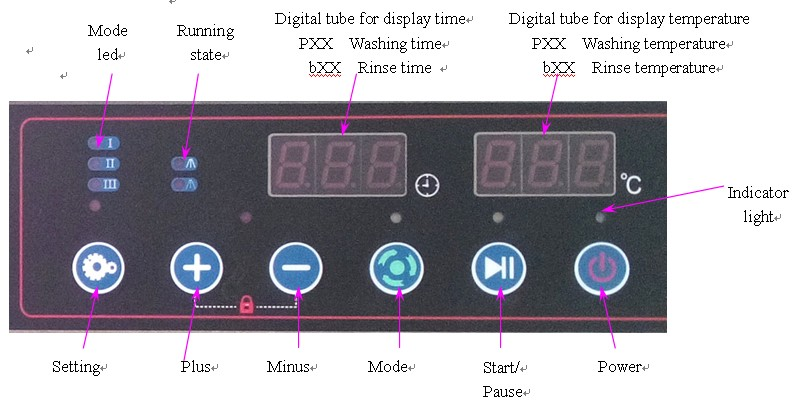 Mode
led
Running
state
Digital tube for display time
PXX Washing time
bXX Rinse time
Digital tube for display temperature
PXX Washing temperature
bXX Rinse temperature
I
II
III
℃
Indicator
light
Setting
Plus
Minus
Mode
Start/
Pause
Power